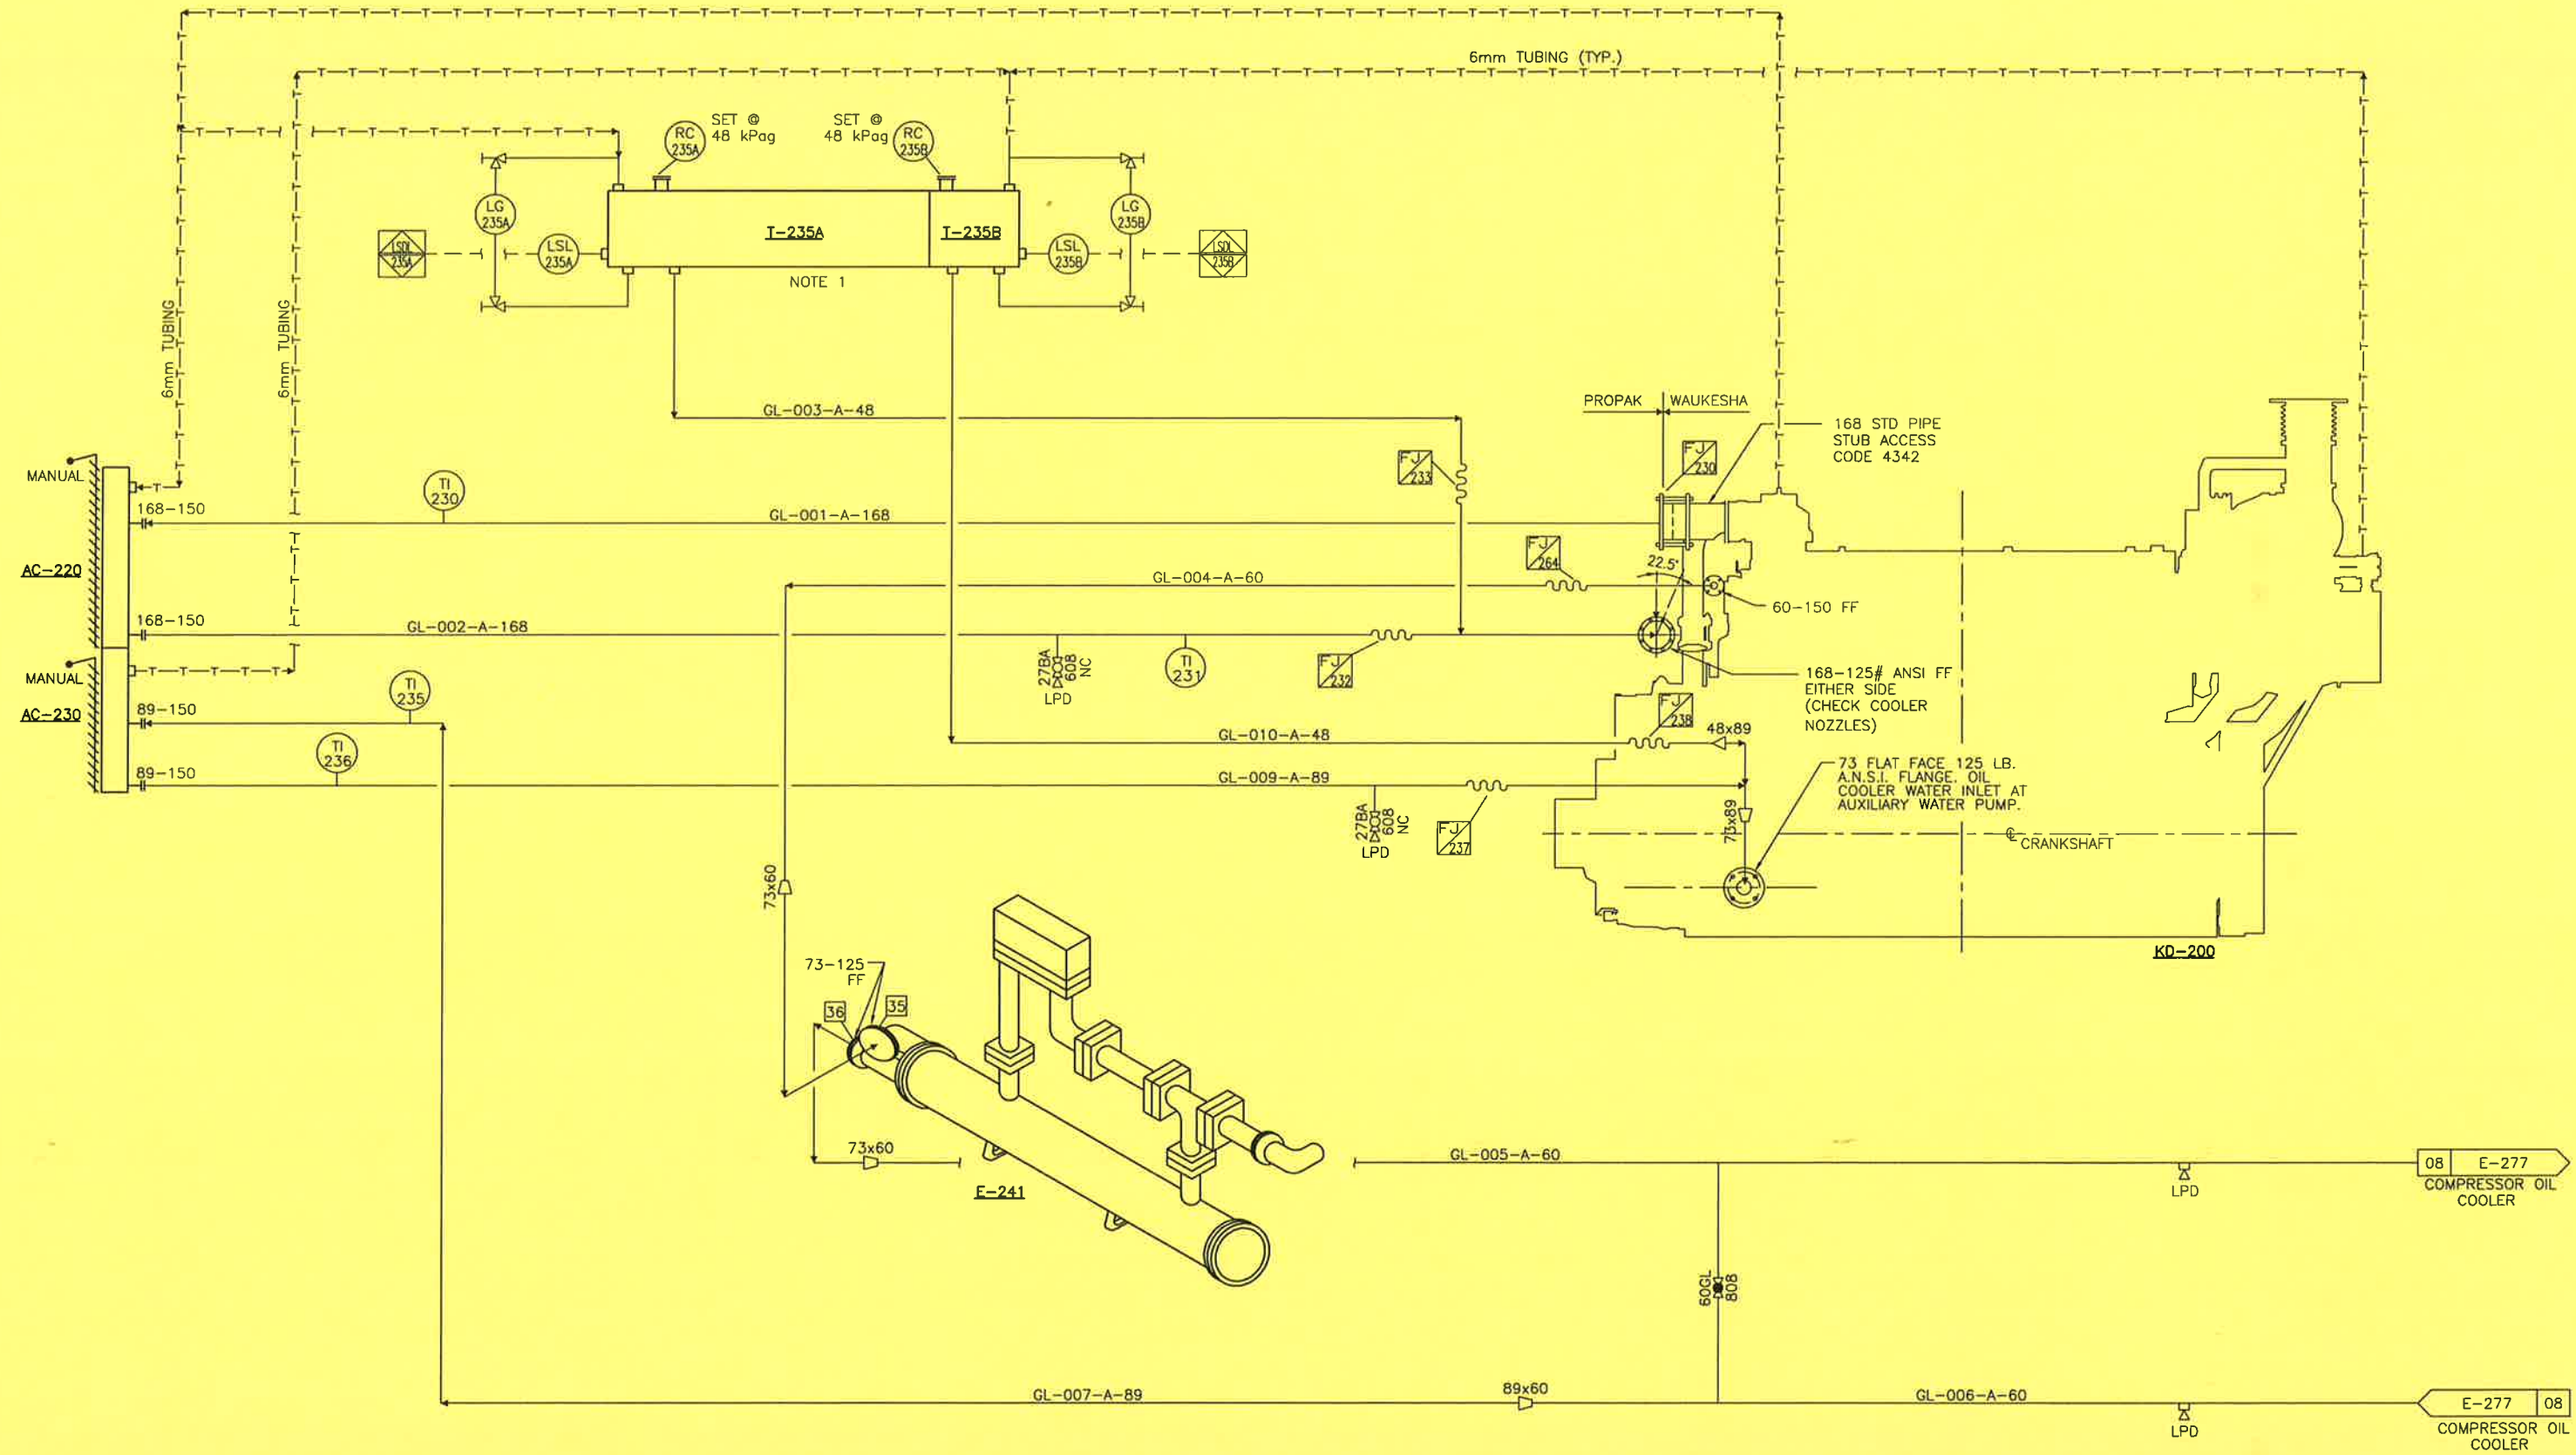 6mm TUBING (TYP.)
SET @
48 kPag
SET @
48 kPag
RC
235A
RC
235B
LG
235A
LG
235B
LSDL
235A
LSL
235A
T-235A
T-235B
LSL
235B
LSDL
235B
NOTE 1
6mm TUBING
6mm TUBING
GL-003-A-48
PROPAK
WAUKESHA
168 STD PIPE
STUB ACCESS
CODE 4342
FJ
230
FJ
233
MANUAL
168-150
TI
230
GL-001-A-168
AC-220
FJ
264
22.5°
GL-004-A-60
60-150 FF
168-150
GL-002-A-168
27BA
608
NC
LPD
TI
231
FJ
232
168-125# ANSI FF
EITHER SIDE
(CHECK COOLER
NOZZLES)
MANUAL
AC-230
89-150
TI
235
FJ
238
48x89
GL-010-A-48
TI
236
89-150
GL-009-A-89
27BA
608
NC
LPD
FJ
237
73x89
73 FLAT FACE 125 LB.
A.N.S.I. FLANGE. OIL
COOLER WATER INLET AT
AUXILIARY WATER PUMP.
℄ CRANKSHAFT
73x60
KD-200
73-125
FF
36
35
73x60
E-241
GL-005-A-60
LPD
08
E-277
COMPRESSOR OIL
COOLER
60GL
808
GL-007-A-89
89x60
GL-006-A-60
LPD
E-277
08
COMPRESSOR OIL
COOLER